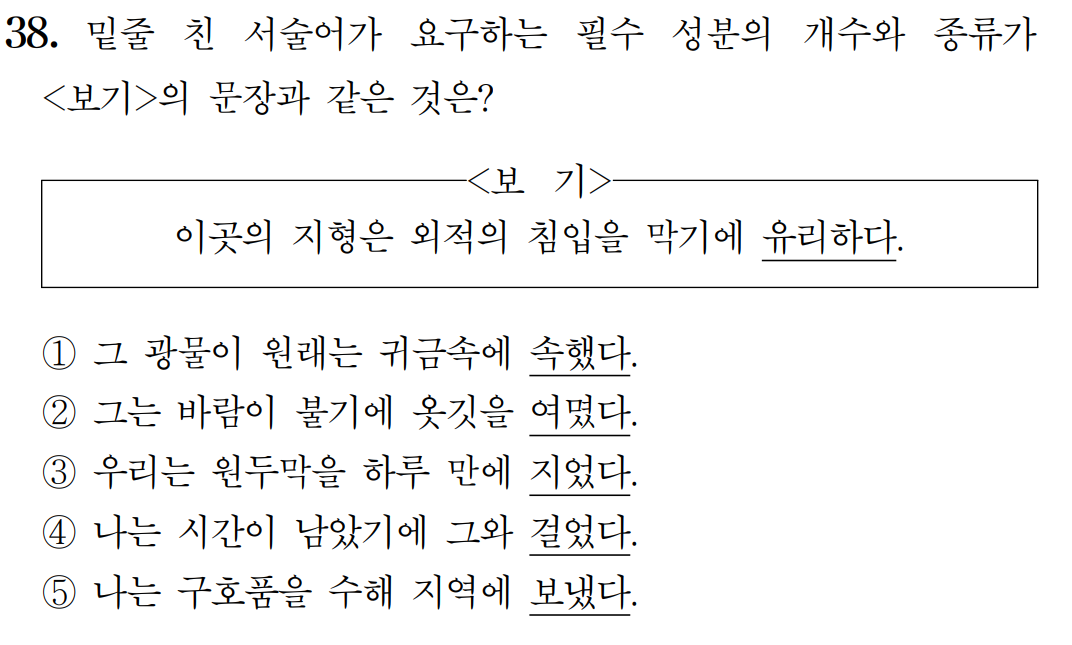 38. 밑줄 친 서술어가 요구하는 필수 성분의 개수와 종류가
<보기>의 문장과 같은 것은?
<보 기>
이곳의 지형은 외적의 침입을 막기에 유리하다.
① 그 광물이 원래는 귀금속에 속했다.
② 그는 바람이 불기에 옷깃을 여몄다.
③ 우리는 원두막을 하루 만에 지었다.
④ 나는 시간이 남았기에 그와 걸었다.
⑤ 나는 구호품을 수해 지역에 보냈다.